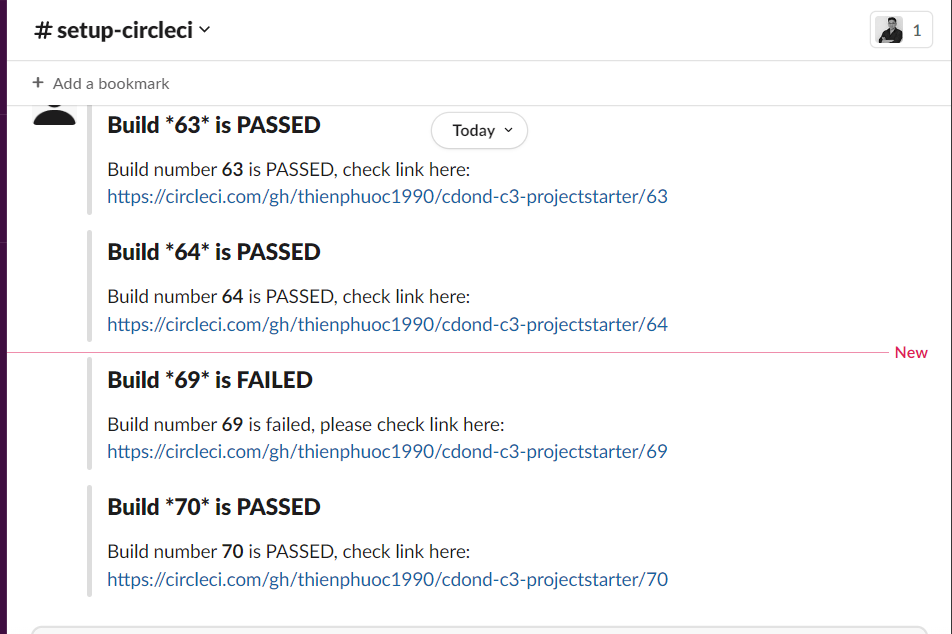 # setup-circleci
1
+ Add a bookmark
Build *63* is PASSED
Today
Build number 63 is PASSED, check link here:
https://circleci.com/gh/thienphuoc1990/cdond-c3-projectstarter/63
Build *64* is PASSED
Build number 64 is PASSED, check link here:
https://circleci.com/gh/thienphuoc1990/cdond-c3-projectstarter/64
New
Build *69* is FAILED
Build number 69 is failed, please check link here:
https://circleci.com/gh/thienphuoc1990/cdond-c3-projectstarter/69
Build *70* is PASSED
Build number 70 is PASSED, check link here:
https://circleci.com/gh/thienphuoc1990/cdond-c3-projectstarter/70